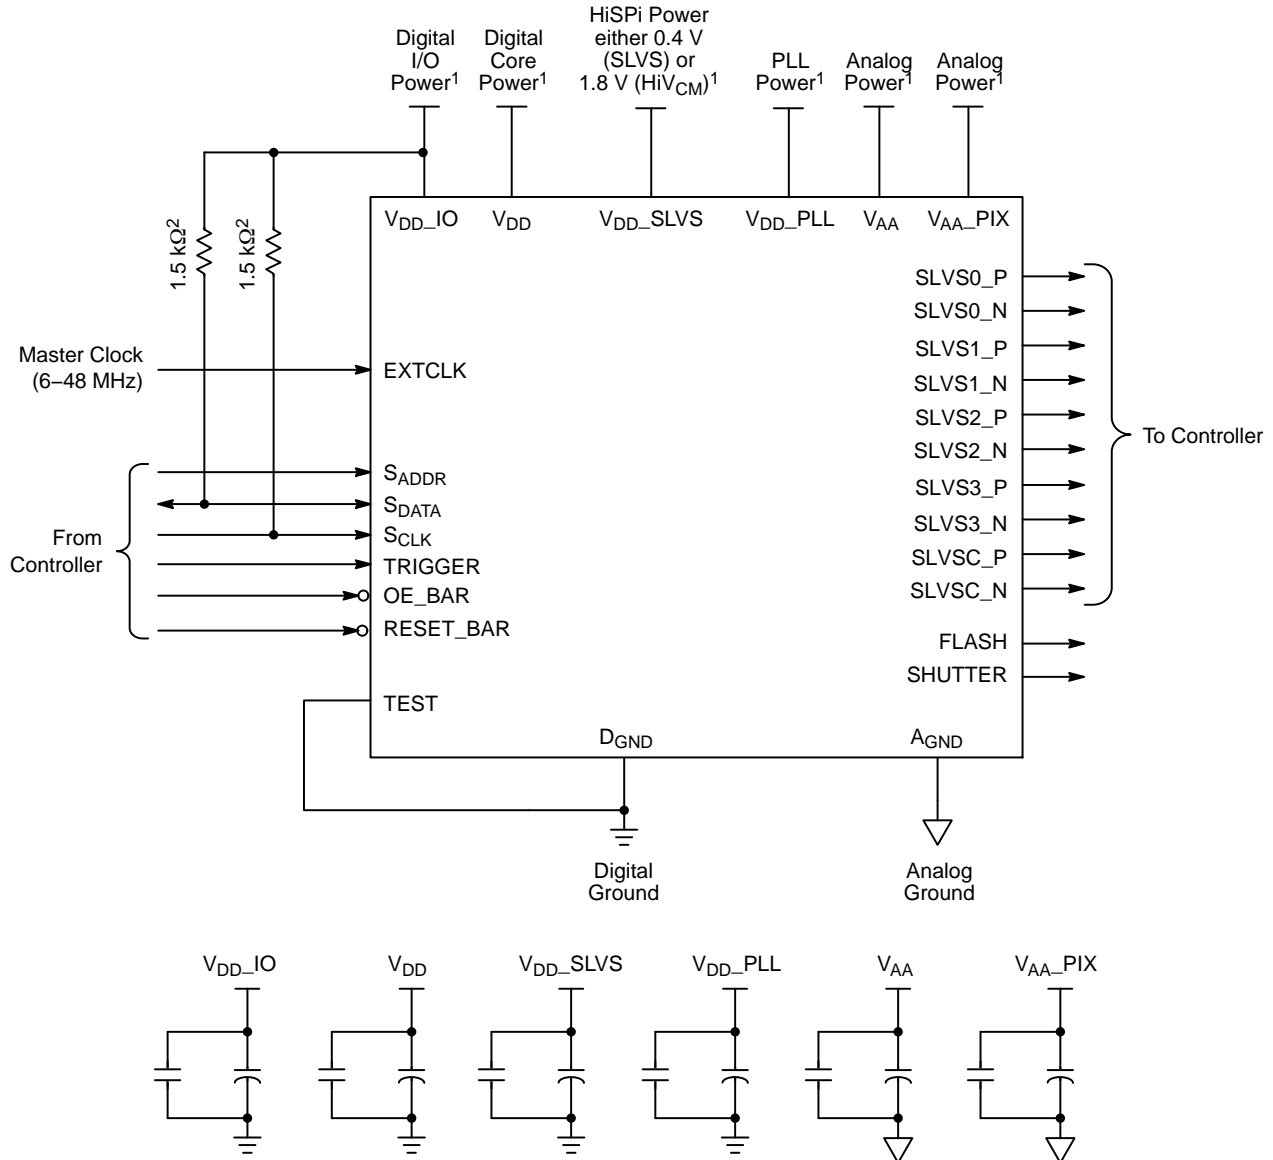 Digital
I/O
Power1
Digital
Core
Power1
HiSPi Power
either 0.4 V
(SLVS) or
1.8 V (HiVCM)1
PLL
Power1
Analog
Power1
Analog
Power1
VDD_IO
VDD
VDD_SLVS
VDD_PLL
VAA
VAA_PIX
1.5 kΩ2
1.5 kΩ2
Master Clock
(6–48 MHz)
EXTCLK
From
Controller
SADDR
SDATA
SCLK
TRIGGER
OE_BAR
RESET_BAR
TEST
SLVS0_P
SLVS0_N
SLVS1_P
SLVS1_N
SLVS2_P
SLVS2_N
SLVS3_P
SLVS3_N
SLVSC_P
SLVSC_N
To Controller
FLASH
SHUTTER
DGND
AGND
Digital
Ground
Analog
Ground
VDD_IO
VDD
VDD_SLVS
VDD_PLL
VAA
VAA_PIX